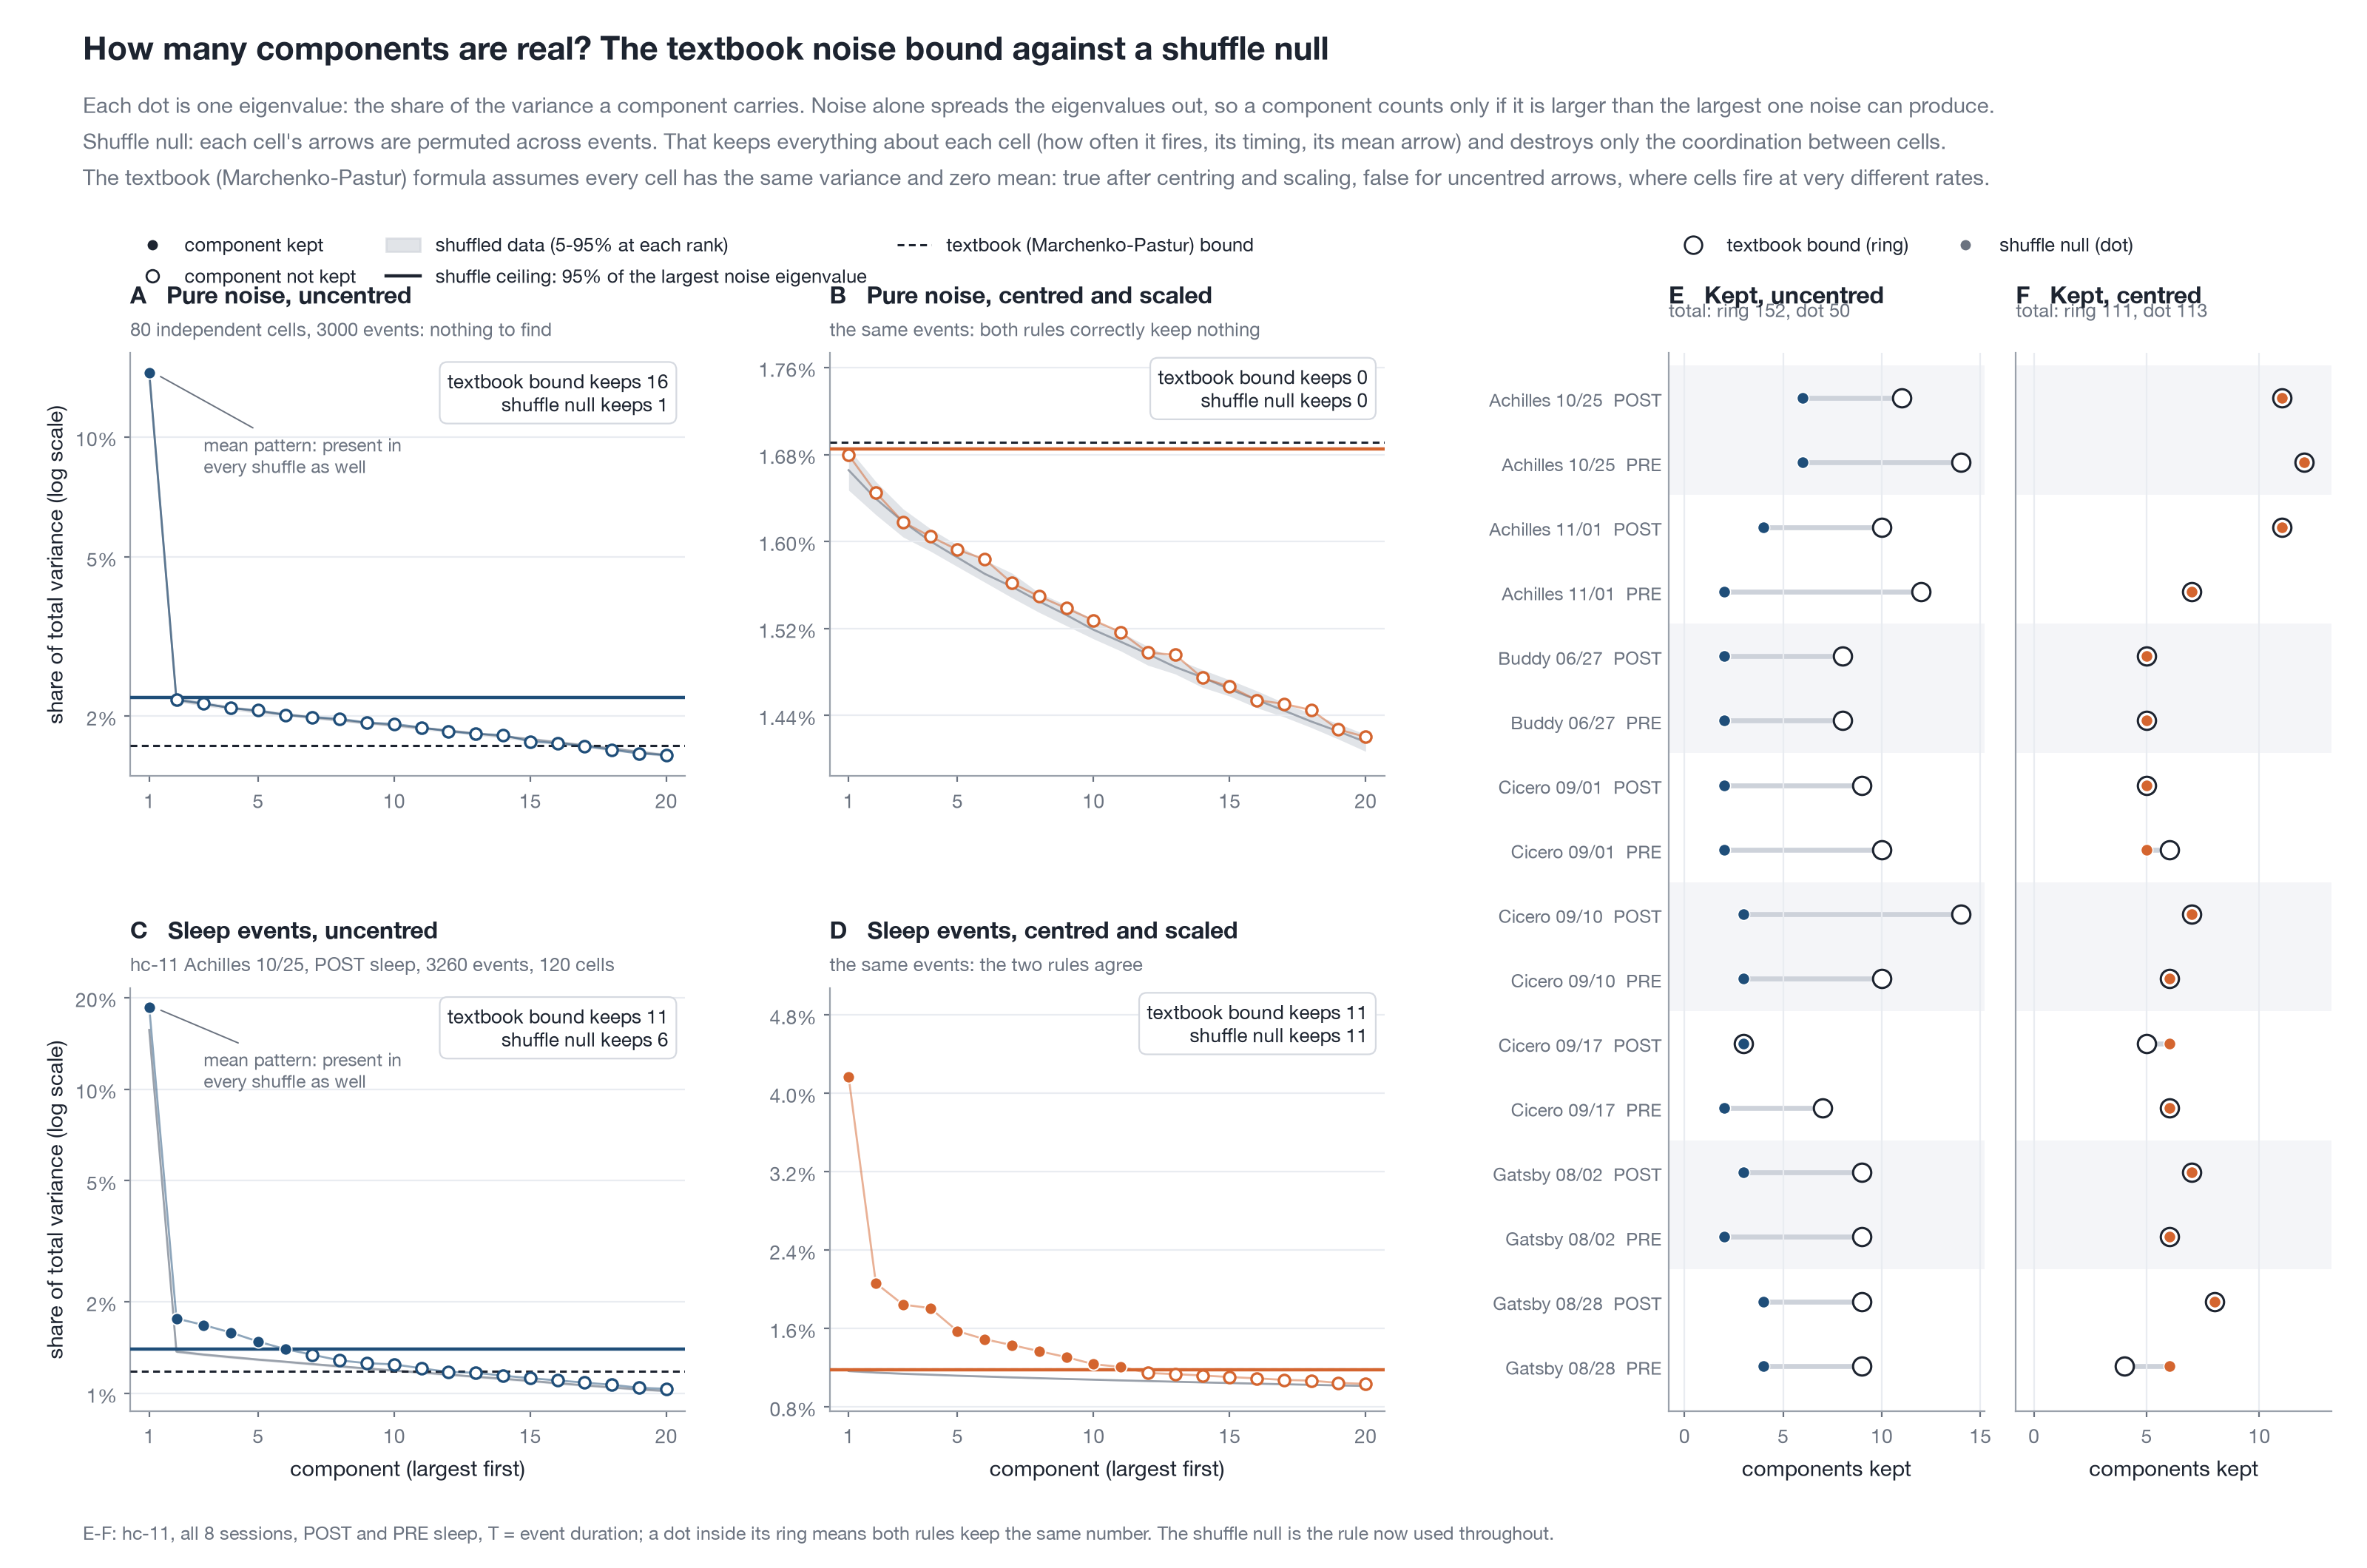 How many components are real? The textbook noise bound against a shuffle null
Each dot is one eigenvalue: the share of the variance a component carries. Noise alone spreads the eigenvalues out, so a component counts only if it is larger than the largest one noise can produce.
Shuffle null: each cell's arrows are permuted across events. That keeps everything about each cell (how often it fires, its timing, its mean arrow) and destroys only the coordination between cells.
The textbook (Marchenko-Pastur) formula assumes every cell has the same variance and zero mean: true after centring and scaling, false for uncentred arrows, where cells fire at very different rates.
component kept
shuffled data (5-95% at each rank)
textbook (Marchenko-Pastur) bound
component not kept
shuffle ceiling: 95% of the largest noise eigenvalue
textbook bound (ring)
shuffle null (dot)
A Pure noise, uncentred
80 independent cells, 3000 events: nothing to find
textbook bound keeps 16
shuffle null keeps 1
mean pattern: present in
every shuffle as well
share of total variance (log scale)
10%
5%
2%
1 5 10 15 20
B Pure noise, centred and scaled
the same events: both rules correctly keep nothing
textbook bound keeps 0
shuffle null keeps 0
1.76%
1.68%
1.60%
1.52%
1.44%
1 5 10 15 20
C Sleep events, uncentred
hc-11 Achilles 10/25, POST sleep, 3260 events, 120 cells
textbook bound keeps 11
shuffle null keeps 6
mean pattern: present in
every shuffle as well
share of total variance (log scale)
20%
10%
5%
2%
1%
1 5 10 15 20
component (largest first)
D Sleep events, centred and scaled
the same events: the two rules agree
textbook bound keeps 11
shuffle null keeps 11
4.8%
4.0%
3.2%
2.4%
1.6%
0.8%
1 5 10 15 20
component (largest first)
E Kept, uncentred
total: ring 152, dot 50
F Kept, centred
total: ring 111, dot 113
Achilles 10/25 POST
Achilles 10/25 PRE
Achilles 11/01 POST
Achilles 11/01 PRE
Buddy 06/27 POST
Buddy 06/27 PRE
Cicero 09/01 POST
Cicero 09/01 PRE
Cicero 09/10 POST
Cicero 09/10 PRE
Cicero 09/17 POST
Cicero 09/17 PRE
Gatsby 08/02 POST
Gatsby 08/02 PRE
Gatsby 08/28 POST
Gatsby 08/28 PRE
0 5 10 15
components kept
0 5 10
components kept
E-F: hc-11, all 8 sessions, POST and PRE sleep, T = event duration; a dot inside its ring means both rules keep the same number. The shuffle null is the rule now used throughout.